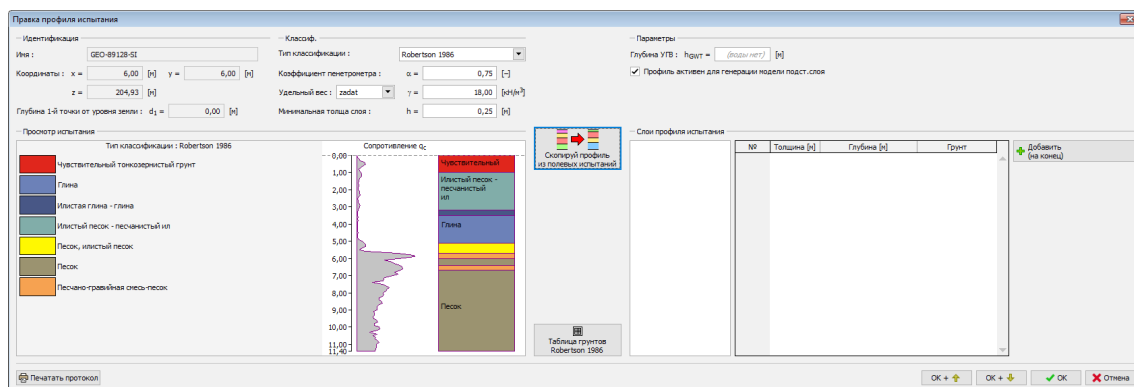 Правка профиля испытания
Идентификация
Имя : GEO-89128-SI
Координаты : x = 6,00 [м] y = 6,00 [м]
z = 204,93 [м]
Глубина 1-й точки от уровня земли : d1 = 0,00 [м]
Классиф.
Тип классификации : Robertson 1986
Коэффициент пенетрометра : α = 0,75 [–]
Удельный вес : zadat γ = 18,00 [кН/м³]
Минимальная толща слоя : h = 0,25 [м]
Параметры
Глубина УГВ : hGWT = (воды нет) [м]
Профиль активен для генерации модели подст.слоя
Просмотр испытания
Тип классификации : Robertson 1986
Чувствительный тонкозернистй грунт
Глина
Илистая глина - глина
Илистый песок - песчанистый ил
Песок, илистый песок
Песок
Песчано-гравийная смесь-песок
Сопротивление qc
0,00
1,00
2,00
3,00
4,00
5,00
6,00
7,00
8,00
9,00
10,00
11,00
11,40
Чувствительный
Илистый песок -
песчанистый
ил
Глина
Песок
Скопируй профиль
из полевых испытаний
Таблица грунтов
Robertson 1986
Слои профиля испытания
№ Толщина [м] Глубина [м] Грунт
Добавить
(на конец)
Печатать протокол
OK + OK + OK Отмена